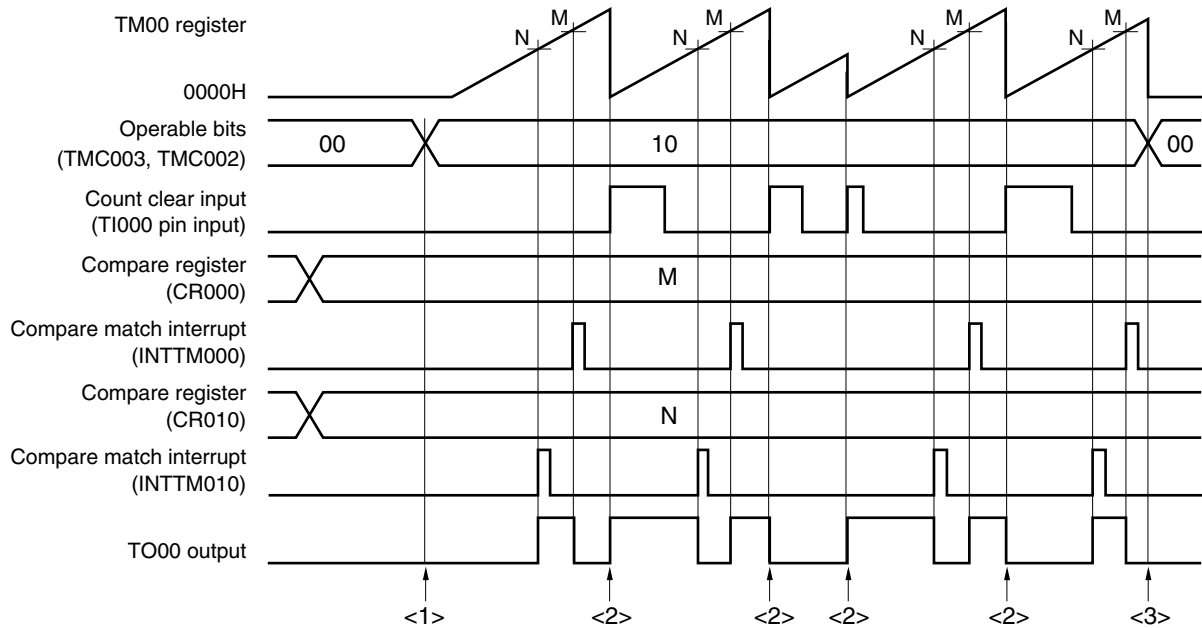 TM00 register
N M N M N M N M
0000H
Operable bits
(TMC003, TMC002)
00 10 00
Count clear input
(TI000 pin input)
Compare register
(CR000)
M
Compare match interrupt
(INTTM000)
Compare register
(CR010)
N
Compare match interrupt
(INTTM010)
TO00 output
<1> <2> <2> <2> <2> <3>